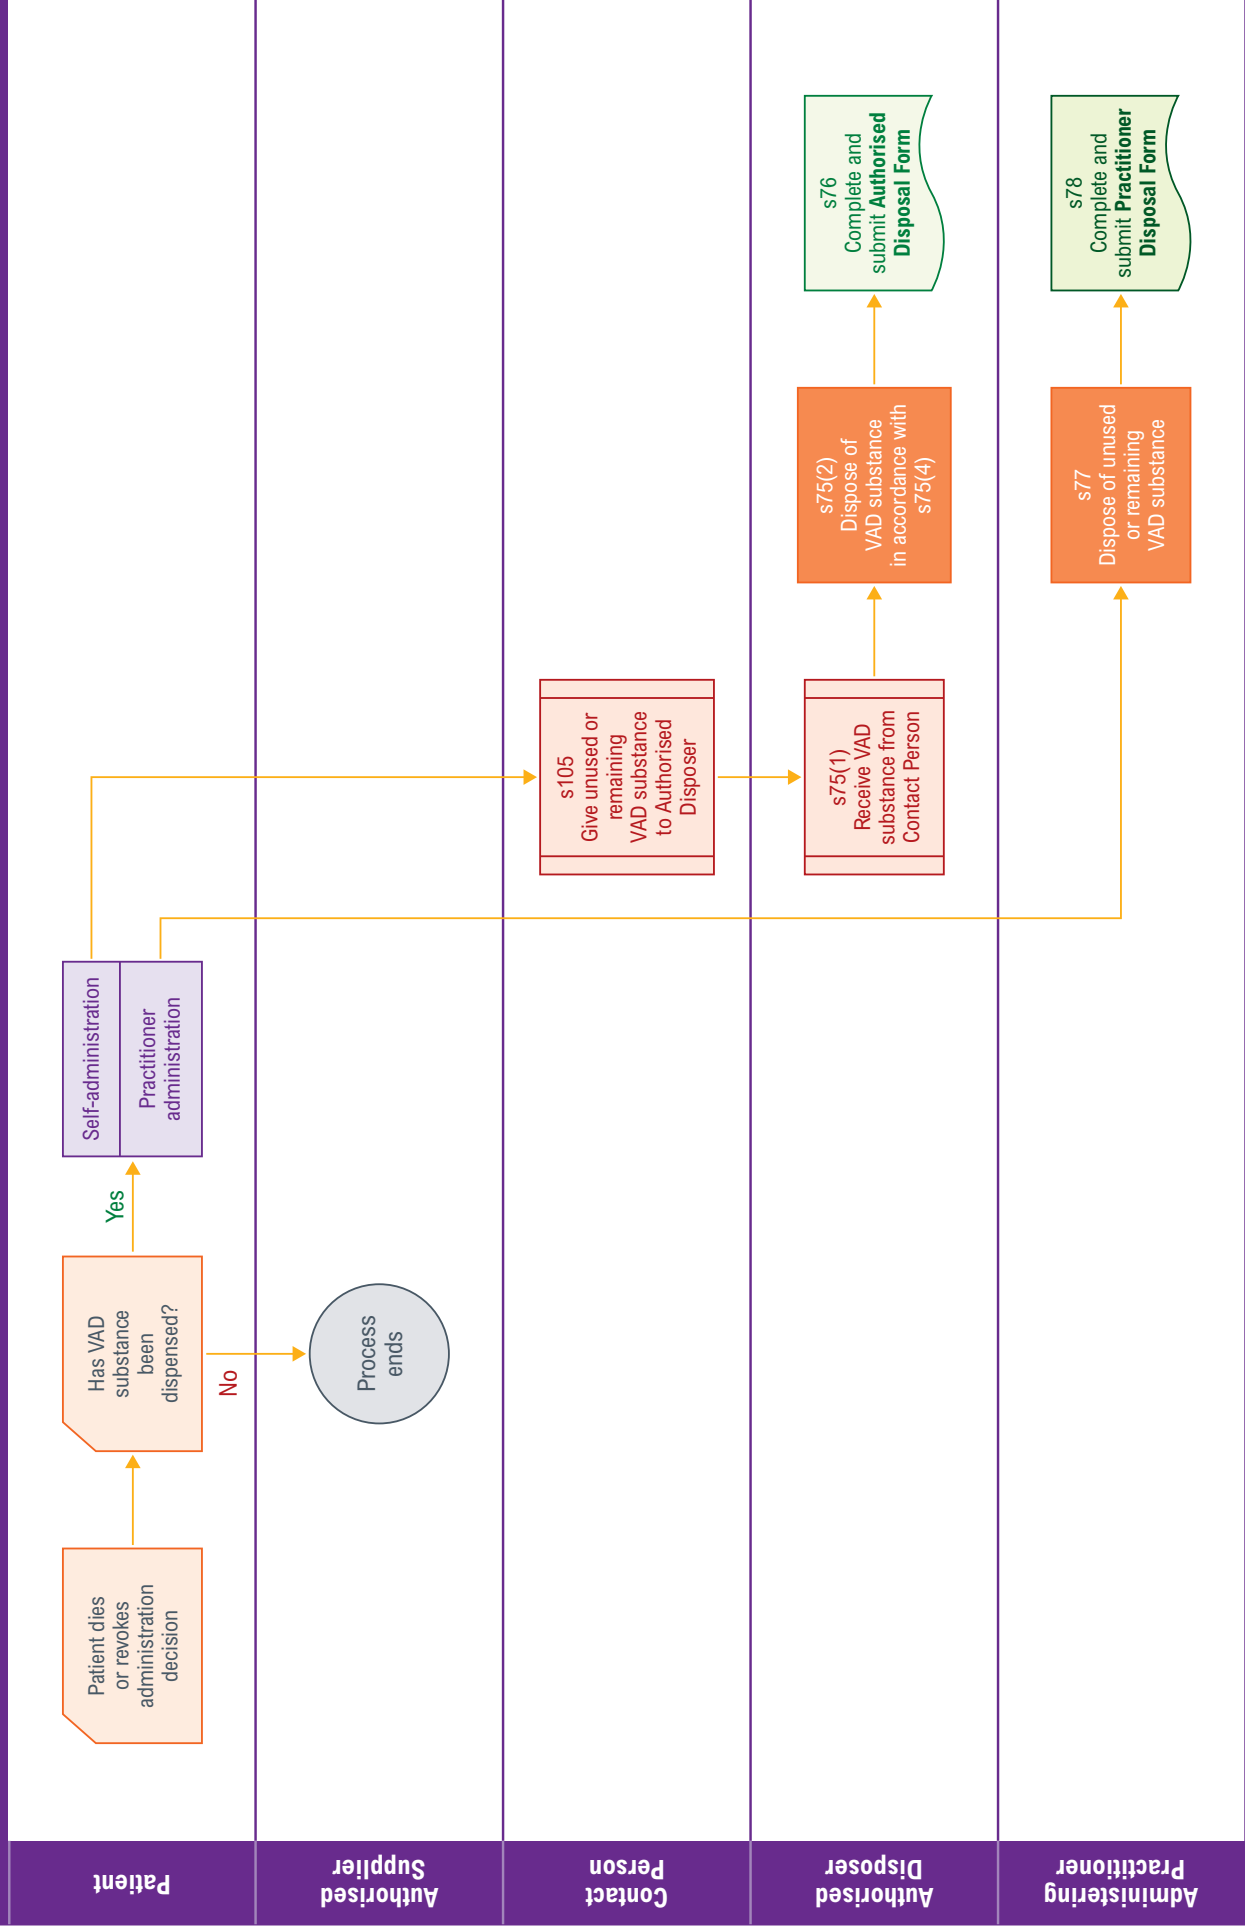 Patient
Patient dies
or revokes
administration
decision
Has VAD
substance
been
dispensed?
Yes
No
Self-administration
Practitioner
administration
Authorised
Supplier
Process
ends
Contact
Person
s105
Give unused or
remaining
VAD substance
to Authorised
Disposer
Authorised
Disposer
s75(1)
Receive VAD
substance from
Contact Person
s75(2)
Dispose of
VAD substance
in accordance with
s75(4)
s76
Complete and
submit Authorised
Disposal Form
Administering
Practitioner
s77
Dispose of unused
or remaining
VAD substance
s78
Complete and
submit Practitioner
Disposal Form